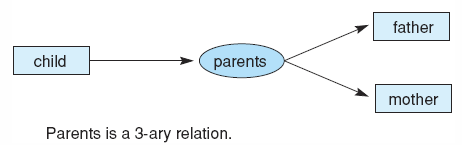 father
child
parents
mother
Parents is a 3-ary relation.